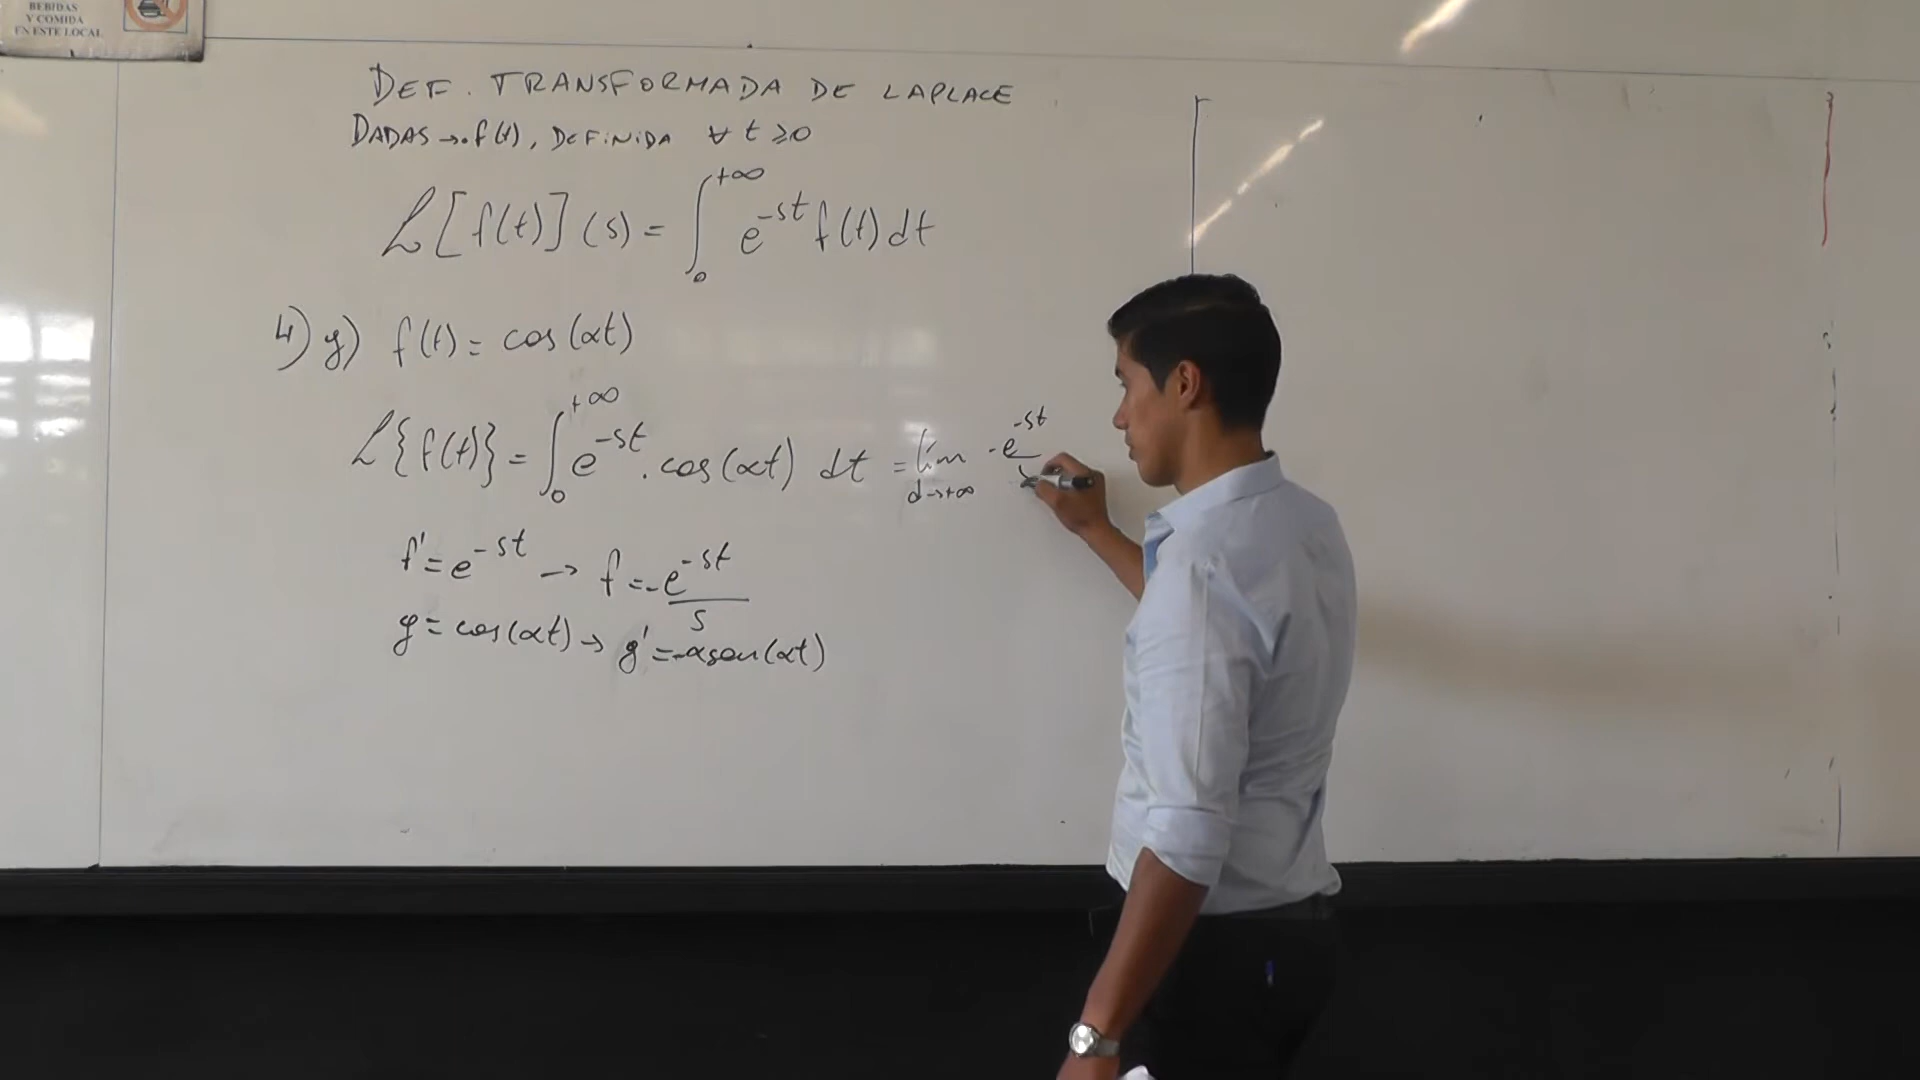 BEBIDAS
Y COMIDA
EN ESTE LOCAL
DEF. TRANSFORMADA DE LAPLACE
DADAS →. f(t), DEFINIDA ∀ t ≥ 0
ℒ[f(t)](s) = ∫₀^{+∞} e^{-st} f(t) dt
4) g) f(t) = cos(αt)
ℒ{f(t)} = ∫₀^{+∞} e^{-st} . cos(αt) dt = lim_{d→+∞} -e^{-st}
f' = e^{-st} → f = -e^{-st}/s
g = cos(αt) → g' = -α sen(αt)